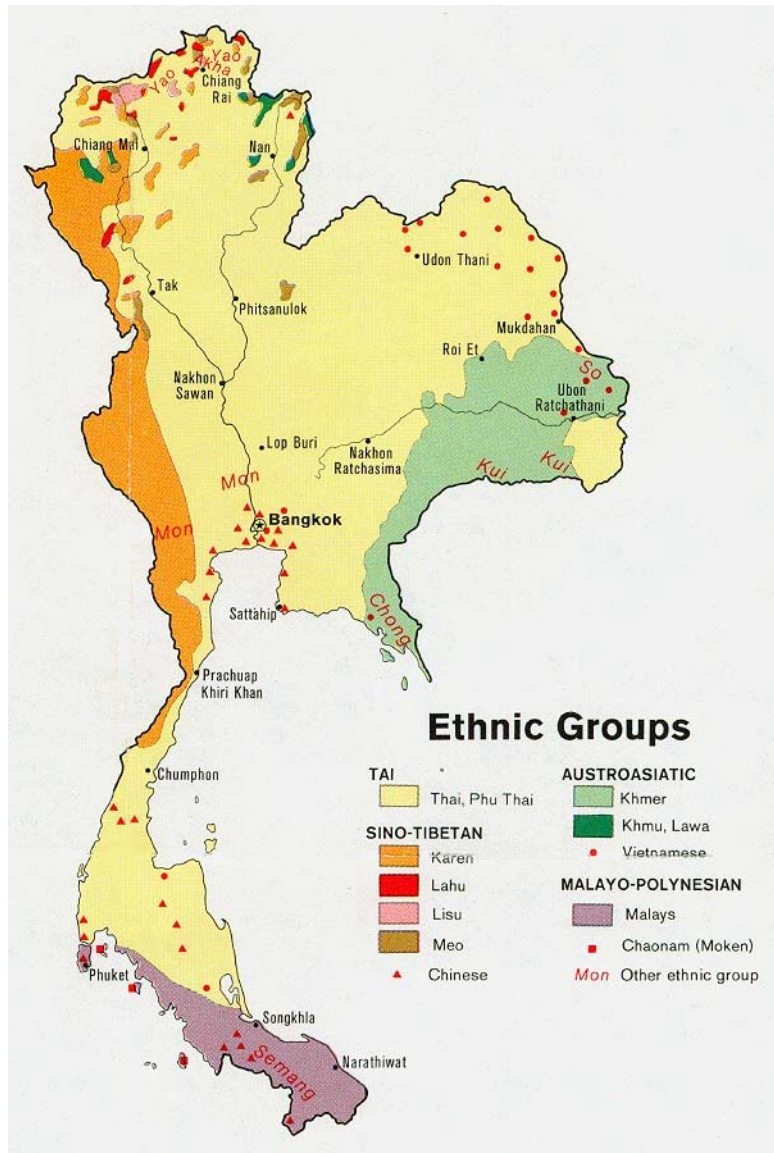 Yao
Yao
Akha
Chiang
Rai
Chiang Mai
Nan
Udon Thani
Tak
Phitsanulok
Mukdahan
Roi Et
So
Nakhon
Sawan
Ubon
Ratchathani
Lop Buri
Nakhon
Ratchasima
Kui
Kui
Mon
Mon
Bangkok
Sattahip
Chong
Prachuap
Khiri Khan
Chumphon
Phuket
Songkhla
Semang
Narathiwat
Ethnic Groups
TAI
Thai, Phu Thai
SINO-TIBETAN
Karen
Lahu
Lisu
Meo
Chinese
AUSTROASIATIC
Khmer
Khmu, Lawa
Vietnamese
MALAYO-POLYNESIAN
Malays
Chaonam (Moken)
Mon Other ethnic group